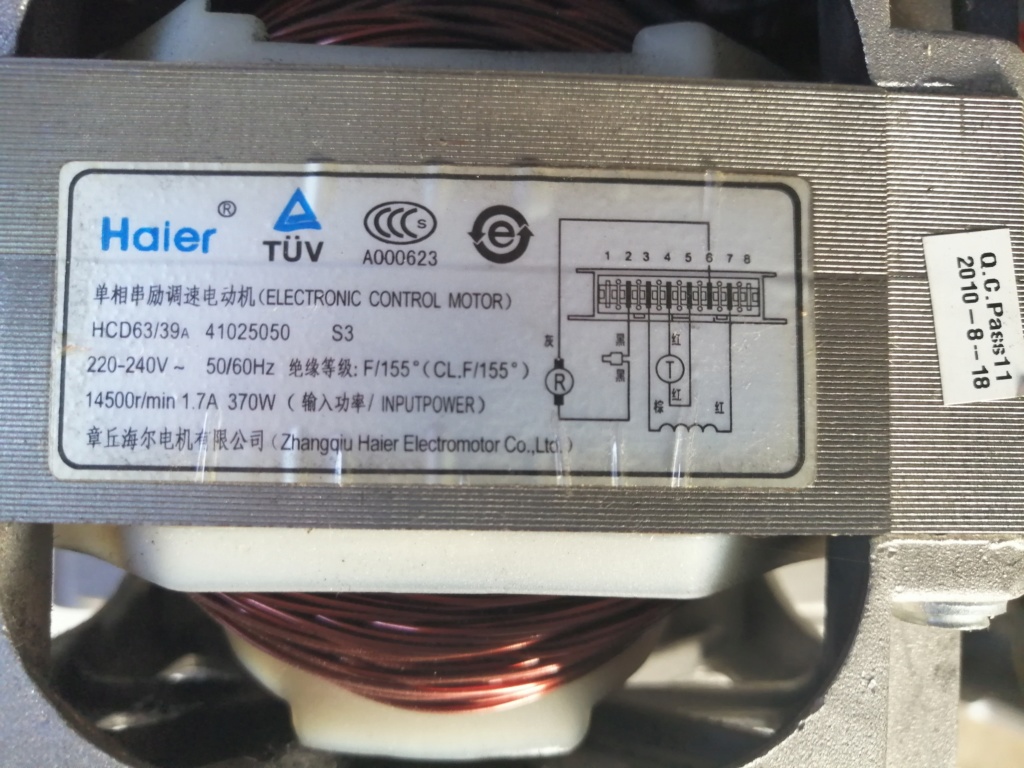 Haier ®
TÜV
CCC S
A000623
e
单相串励调速电动机(ELECTRONIC CONTROL MOTOR)
HCD63/39A 41025050 S3
220-240V ~ 50/60Hz 绝缘等级: F/155°(CL.F/155°)
14500r/min 1.7A 370W (输入功率/ INPUTPOWER)
章丘海尔电机有限公司(Zhangqiu Haier Electromotor Co.,Ltd.)
1 2 3 4 5 6 7 8
灰 黑 红
R 黑 T
红
棕 红
Q.C.Pass11
2010-8--18